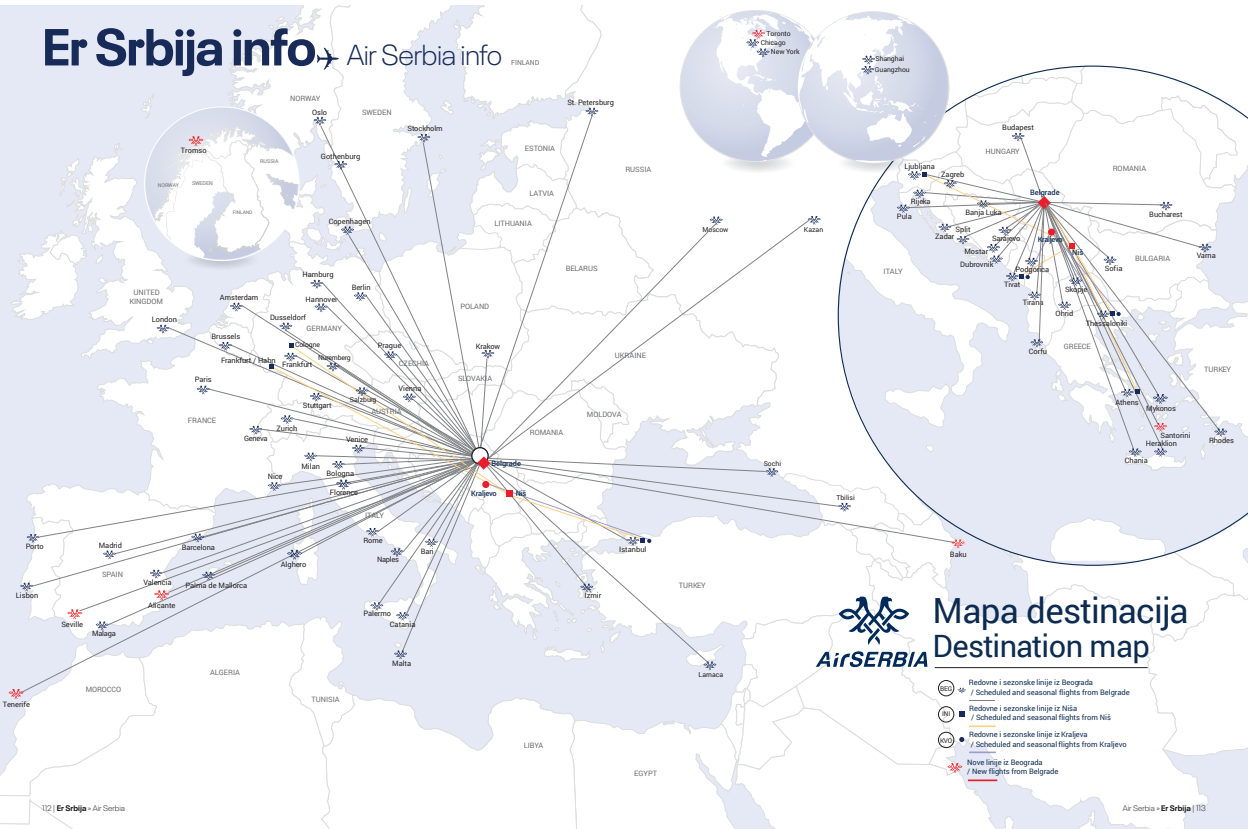 Er Srbija info Air Serbia info
FINLAND
NORWAY
SWEDEN
Oslo
Stockholm
St. Petersburg
Gothenburg
ESTONIA
RUSSIA
LATVIA
LITHUANIA
Copenhagen
Moscow
Kazan
BELARUS
Tromso
RUSSIA
NORWAY
SWEDEN
FINLAND
Toronto
Chicago
New York
Shanghai
Guangzhou
UNITED
KINGDOM
London
Amsterdam
Hamburg
Berlin
Hannover
Dusseldorf
GERMANY
POLAND
Brussels
Cologne
Frankfurt / Hahn
Frankfurt
Nuremberg
Prague
CZECHIA
Krakow
UKRAINE
Paris
Stuttgart
Salzburg
Vienna
SLOVAKIA
AUSTRIA
FRANCE
Zurich
Geneva
MOLDOVA
ROMANIA
Venice
Milan
Bologna
Nice
Florence
Belgrade
Kraljevo
Niš
Sochi
Tbilisi
Baku
ITALY
Rome
Naples
Bari
Istanbul
Porto
Madrid
Barcelona
Alghero
SPAIN
Valencia
Palma de Mallorca
Lisbon
Alicante
Seville
Malaga
Palermo
Catania
Izmir
TURKEY
Malta
Larnaca
Tenerife
MOROCCO
ALGERIA
TUNISIA
LIBYA
EGYPT
Budapest
HUNGARY
ROMANIA
Ljubljana
Zagreb
Belgrade
Rijeka
Pula
Banja Luka
Bucharest
Zadar
Split
Sarajevo
Kraljevo
Niš
Mostar
Dubrovnik
Podgorica
Sofia
BULGARIA
Varna
ITALY
Tivat
Skopje
Tirana
Ohrid
Thessaloniki
Corfu
GREECE
TURKEY
Athens
Mykonos
Santorini
Rhodes
Heraklion
Chania
AirSERBIA
Mapa destinacija
Destination map
BEG Redovne i sezonske linije iz Beograda
/ Scheduled and seasonal flights from Belgrade
INI Redovne i sezonske linije iz Niša
/ Scheduled and seasonal flights from Niš
KVO Redovne i sezonske linije iz Kraljeva
/ Scheduled and seasonal flights from Kraljevo
Nove linije iz Beograda
/ New flights from Belgrade
112 | Er Srbija » Air Serbia
Air Serbia » Er Srbija | 113